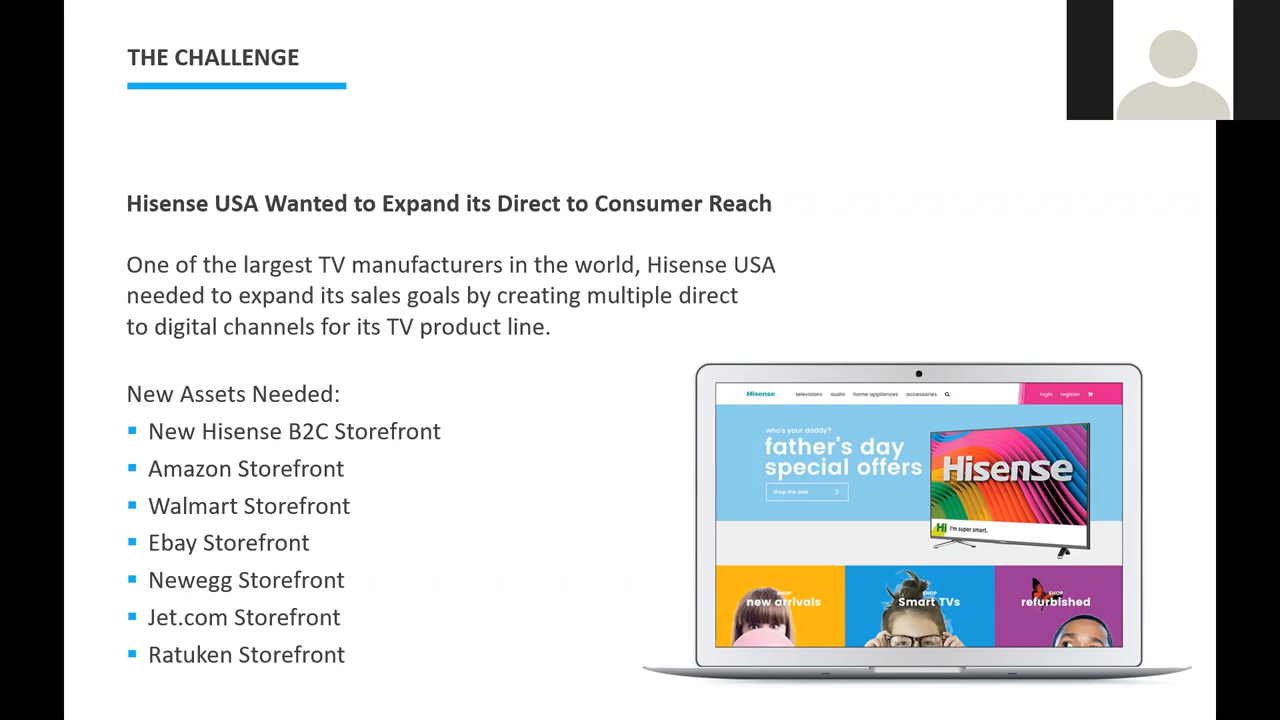 THE CHALLENGE
Hisense USA Wanted to Expand its Direct to Consumer Reach
One of the largest TV manufacturers in the world, Hisense USA
needed to expand its sales goals by creating multiple direct
to digital channels for its TV product line.
New Assets Needed:
▪ New Hisense B2C Storefront
▪ Amazon Storefront
▪ Walmart Storefront
▪ Ebay Storefront
▪ Newegg Storefront
▪ Jet.com Storefront
▪ Ratuken Storefront
Hisense televisions audio home appliances accessories login register
who's your daddy?
father's day
special offers
shop the sale
Hisense
Hi I'm super smart.
SHOP SHOP SHOP
new arrivals Smart TVs refurbished